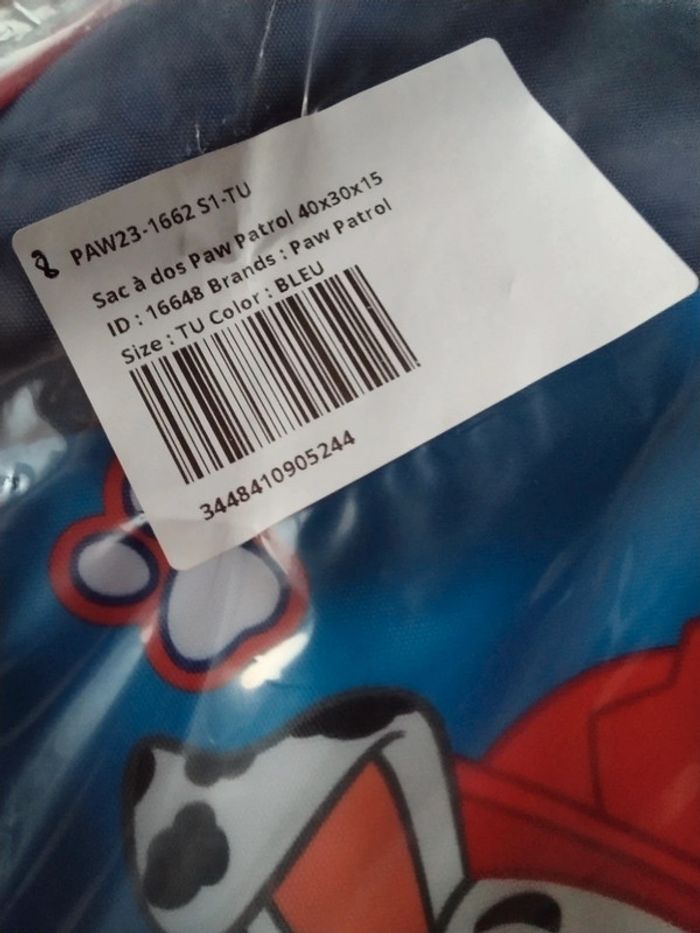 8
PAW23-1662 S1-TU
Sac à dos Paw Patrol 40x30x15
ID : 16648 Brands : Paw Patrol
Size : TU Color : BLEU
3448410905244